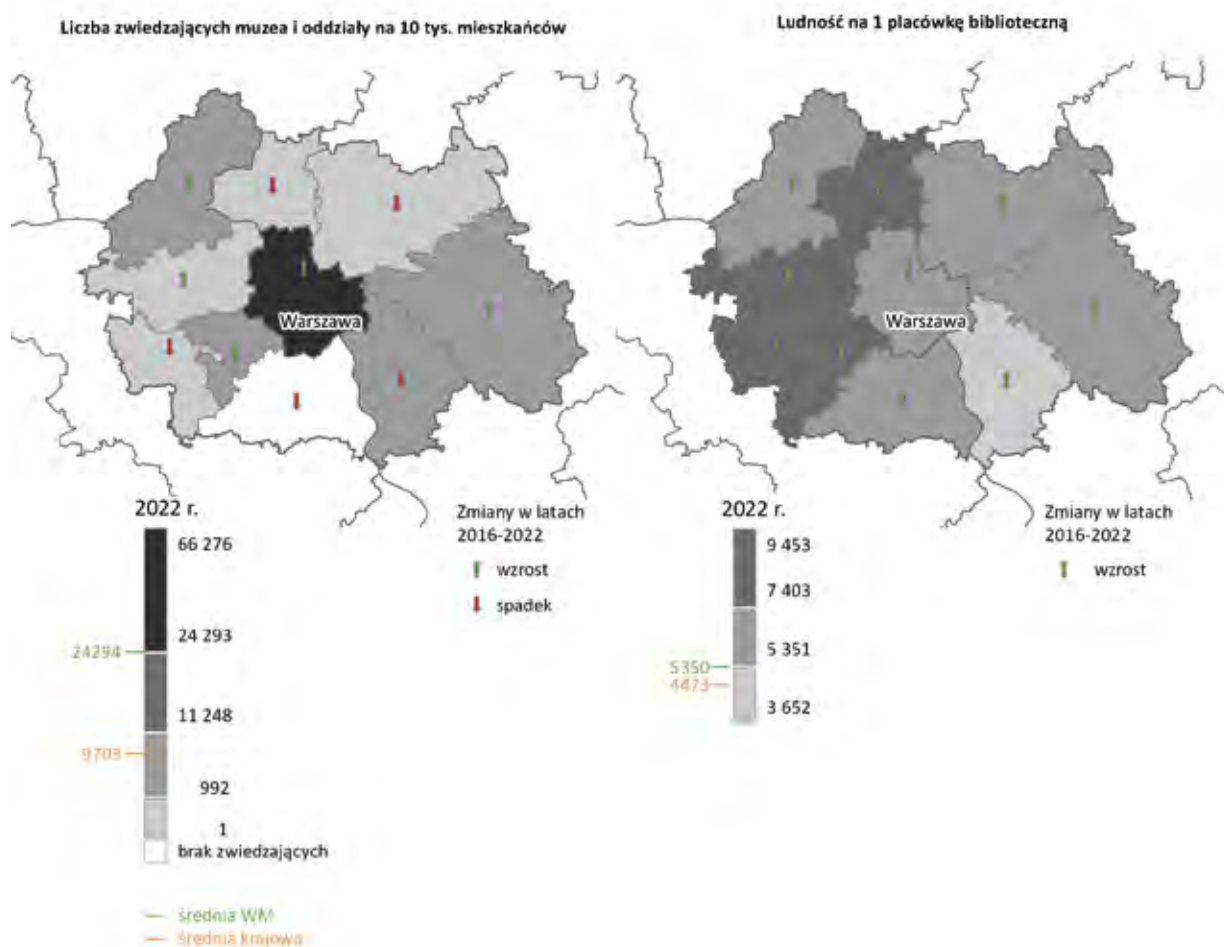 Liczba zwiedzających muzea i oddziały na 10 tys. mieszkańców
Warszawa
2022 r.
66 276
24 293
24294
11 248
9703
992
1
brak zwiedzających
Zmiany w latach
2016-2022
wzrost
spadek
średnia WM
średnia krajowa
Ludność na 1 placówkę biblioteczną
Warszawa
2022 r.
9 453
7 403
5 351
5350
4473
3 652
Zmiany w latach
2016-2022
wzrost